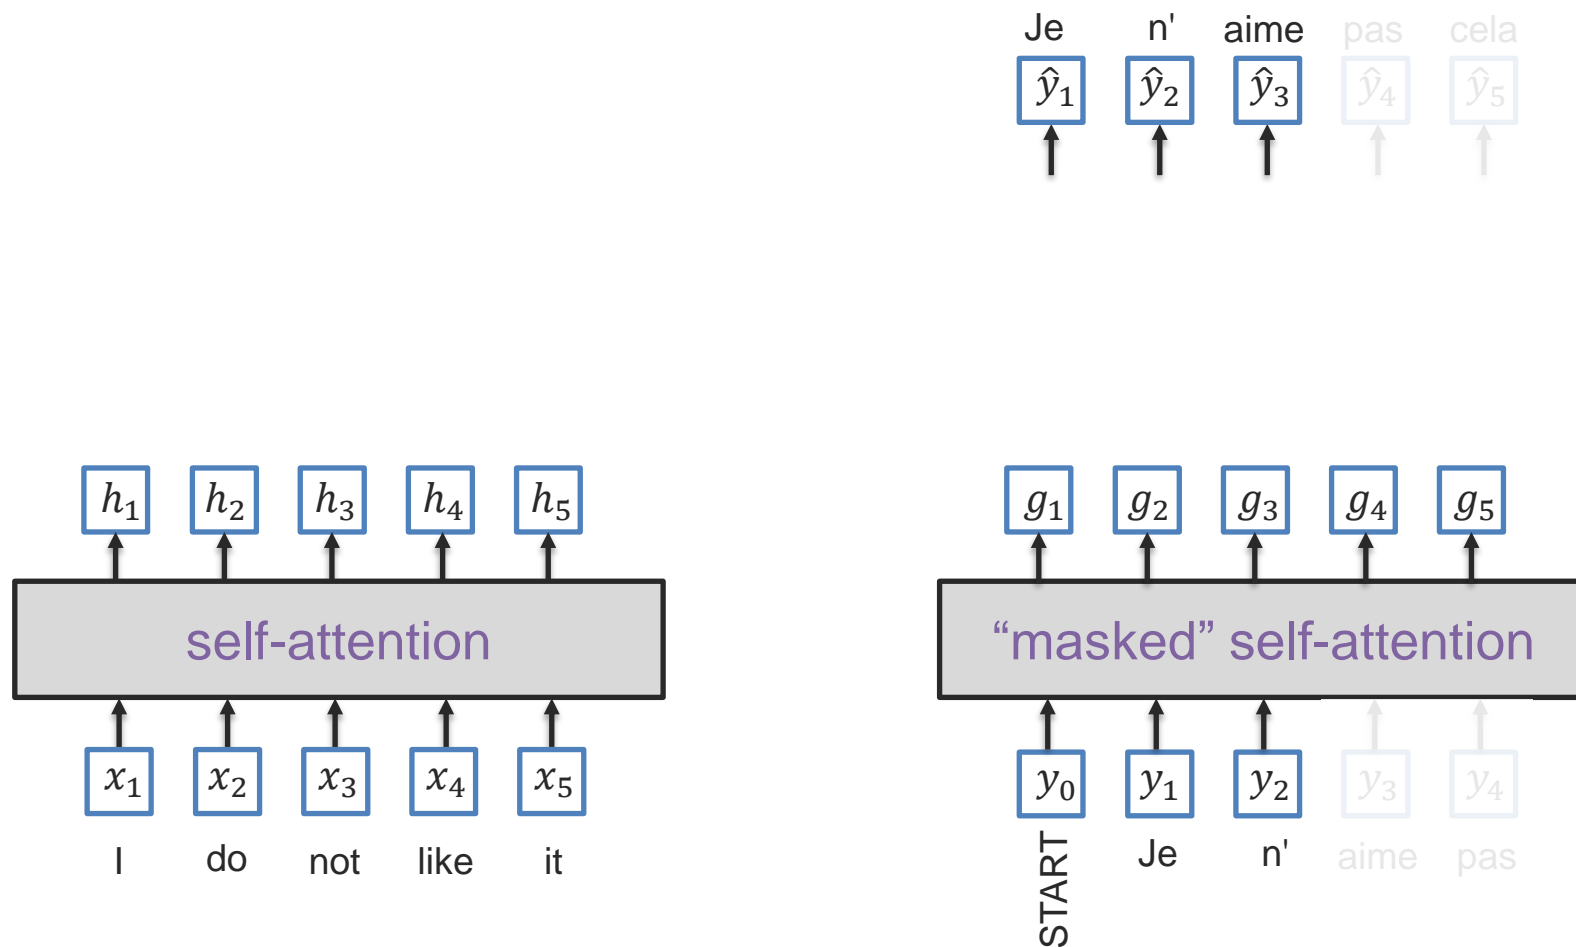 Je n' aime pas cela
ŷ₁ ŷ₂ ŷ₃ ŷ₄ ŷ₅
h₁ h₂ h₃ h₄ h₅
g₁ g₂ g₃ g₄ g₅
self-attention
“masked” self-attention
x₁ x₂ x₃ x₄ x₅
y₀ y₁ y₂ y₃ y₄
I do not like it
START Je n' aime pas